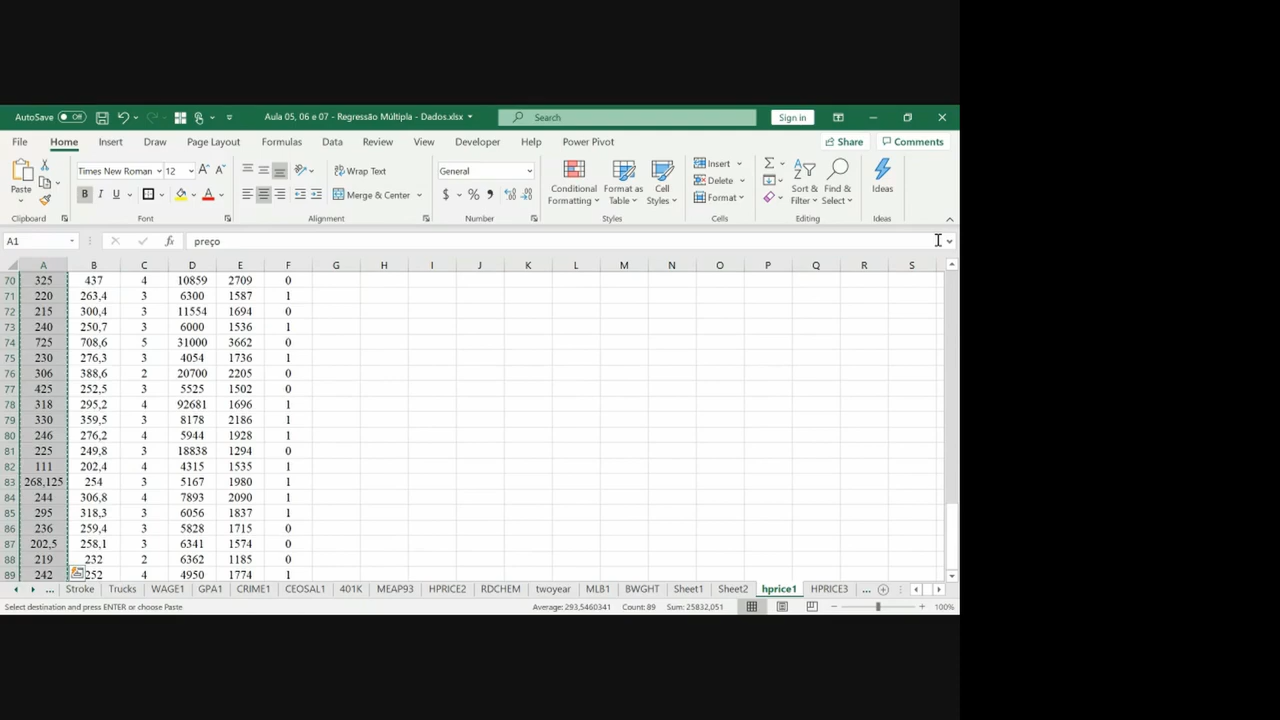 AutoSave Off Aula 05, 06 e 07 - Regressão Múltipla - Dados.xlsx Search Sign in
File Home Insert Draw Page Layout Formulas Data Review View Developer Help Power Pivot Share Comments
Paste Times New Roman 12 A A Wrap Text General Conditional Formatting Format as Table Cell Styles Insert Delete Format Sort & Filter Find & Select Ideas
B I U A Merge & Center $ %
Clipboard Font Alignment Number Styles Cells Editing Ideas
A1 fx preço
A B C D E F G H I J K L M N O P Q R S
70 325 437 4 10859 2709 0
71 220 263,4 3 6300 1587 1
72 215 300,4 3 11554 1694 0
73 240 250,7 3 6000 1536 1
74 725 708,6 5 31000 3662 0
75 230 276,3 3 4054 1736 1
76 306 388,6 2 20700 2205 0
77 425 252,5 3 5525 1502 0
78 318 295,2 4 92681 1696 1
79 330 359,5 3 8178 2186 1
80 246 276,2 4 5944 1928 1
81 225 249,8 3 18838 1294 0
82 111 202,4 4 4315 1535 1
83 268,125 254 3 5167 1980 1
84 244 306,8 4 7893 2090 1
85 295 318,3 3 6056 1837 1
86 236 259,4 3 5828 1715 0
87 202,5 258,1 3 6341 1574 0
88 219 232 2 6362 1185 0
89 242 252 4 4950 1774 1
... Stroke Trucks WAGE1 GPA1 CRIME1 CEOSAL1 401K MEAP93 HPRICE2 RDCHEM twoyear MLB1 BWGHT Sheet1 Sheet2 hprice1 HPRICE3 ...
Select destination and press ENTER or choose Paste Average: 293,5460341 Count: 89 Sum: 25832,051 100%